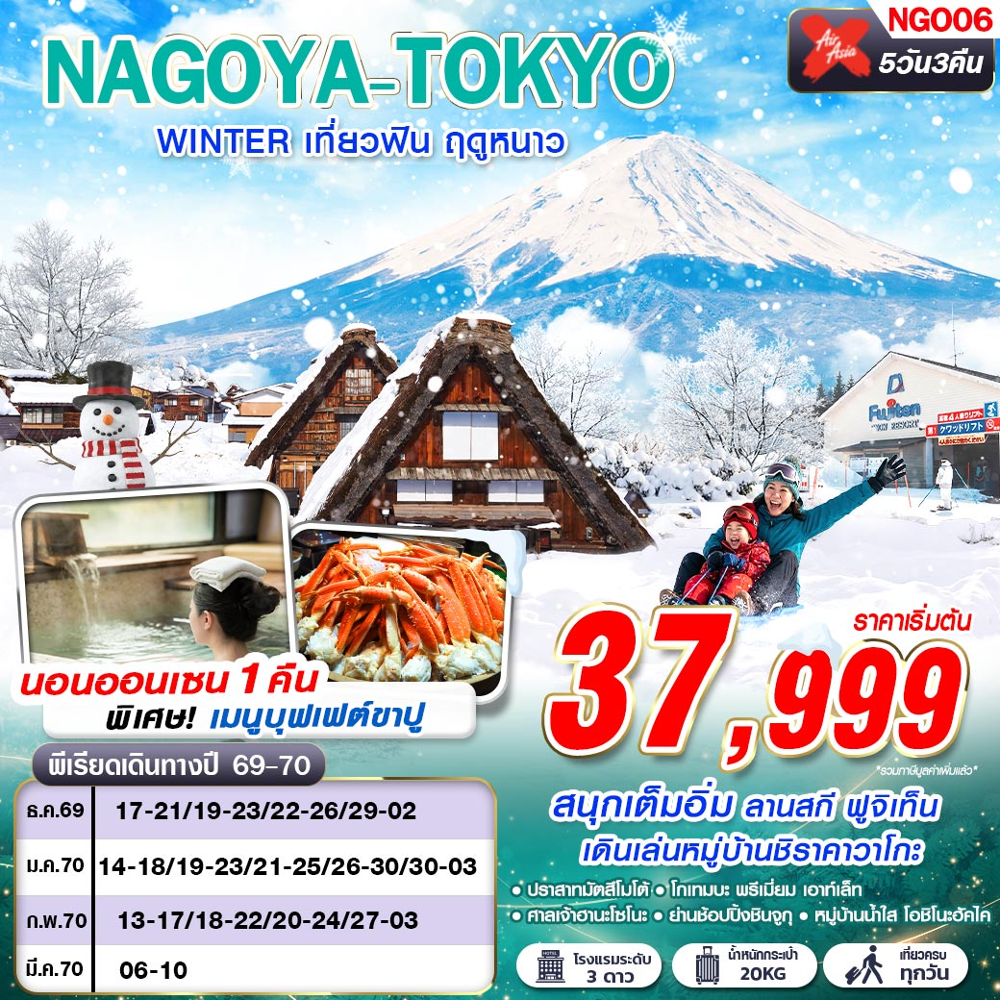 NAGOYA-TOKYO
WINTER เที่ยวฟิน ฤดูหนาว
Air Asia X
NGO06
5วัน3คืน
Fujiten
クワッドリフト
นอนออนเซน 1 คืน
พิเศษ! เมนูบุฟเฟต์ขาปู
ราคาเริ่มต้น
37,999
*รวมภาษีมูลค่าเพิ่มแล้ว*
พีเรียดเดินทางปี 69-70
ธ.ค.69 17-21/19-23/22-26/29-02
ม.ค.70 14-18/19-23/21-25/26-30/30-03
ก.พ.70 13-17/18-22/20-24/27-03
มี.ค.70 06-10
สนุกเต็มอิ่ม ลานสกี ฟูจิเท็น
เดินเล่นหมู่บ้านชิราคาวาโกะ
• ปราสาทมัตสึโมโต้ • โกเทมบะ พรีเมี่ยม เอาท์เล็ท
• ศาลเจ้าฮานะโซโนะ • ย่านช้อปปิ้งชินจูกุ • หมู่บ้านน้ำใส โอชิโนะฮัคไค
HOTEL
โรงแรมระดับ
3 ดาว
น้ำหนักกระเป๋า
20KG
เที่ยวครบ
ทุกวัน